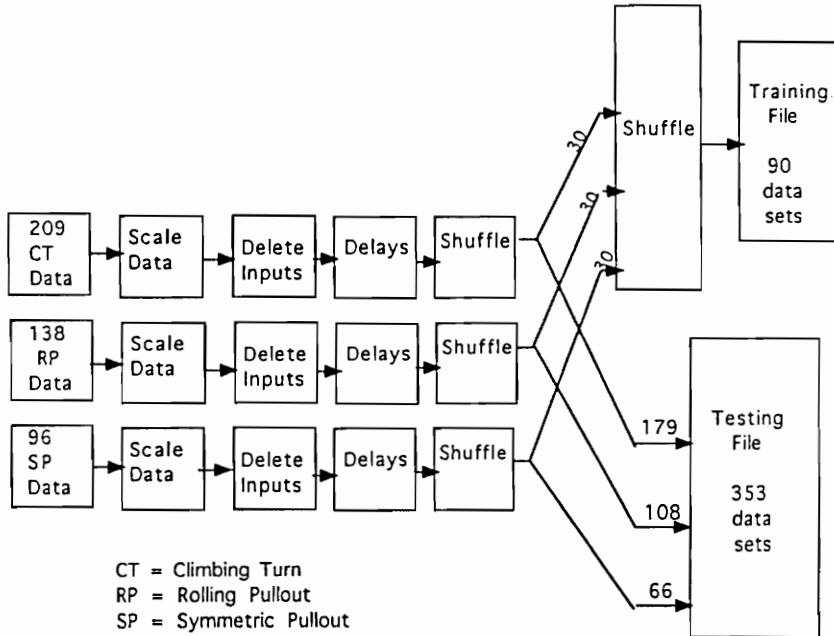 Shuffle
Training
File
90
data
sets
30
30
30
209
CT
Data
Scale
Data
Delete
Inputs
Delays
Shuffle
138
RP
Data
Scale
Data
Delete
Inputs
Delays
Shuffle
96
SP
Data
Scale
Data
Delete
Inputs
Delays
Shuffle
179
108
66
Testing
File
353
data
sets
CT = Climbing Turn
RP = Rolling Pullout
SP = Symmetric Pullout